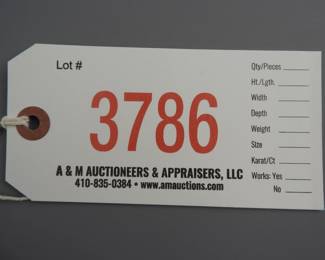 Lot #
3786
A & M AUCTIONEERS & APPRAISERS, LLC
410-835-0384 • www.amauctions.com
Qty/Pieces
Ht./Lgth.
Width
Depth
Weight
Size
Karat/Ct
Works: Yes
No